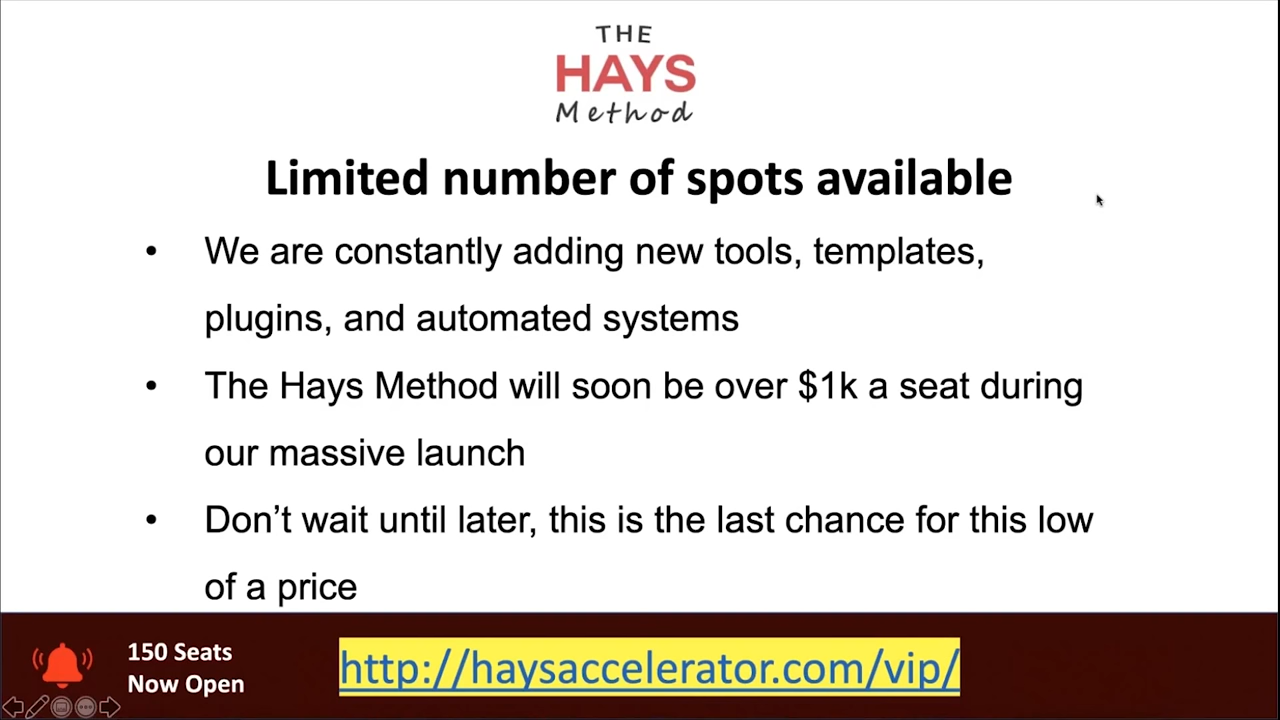 THE
HAYS
Method
Limited number of spots available
• We are constantly adding new tools, templates,
plugins, and automated systems
• The Hays Method will soon be over $1k a seat during
our massive launch
• Don’t wait until later, this is the last chance for this low
of a price
150 Seats
Now Open
http://haysaccelerator.com/vip/